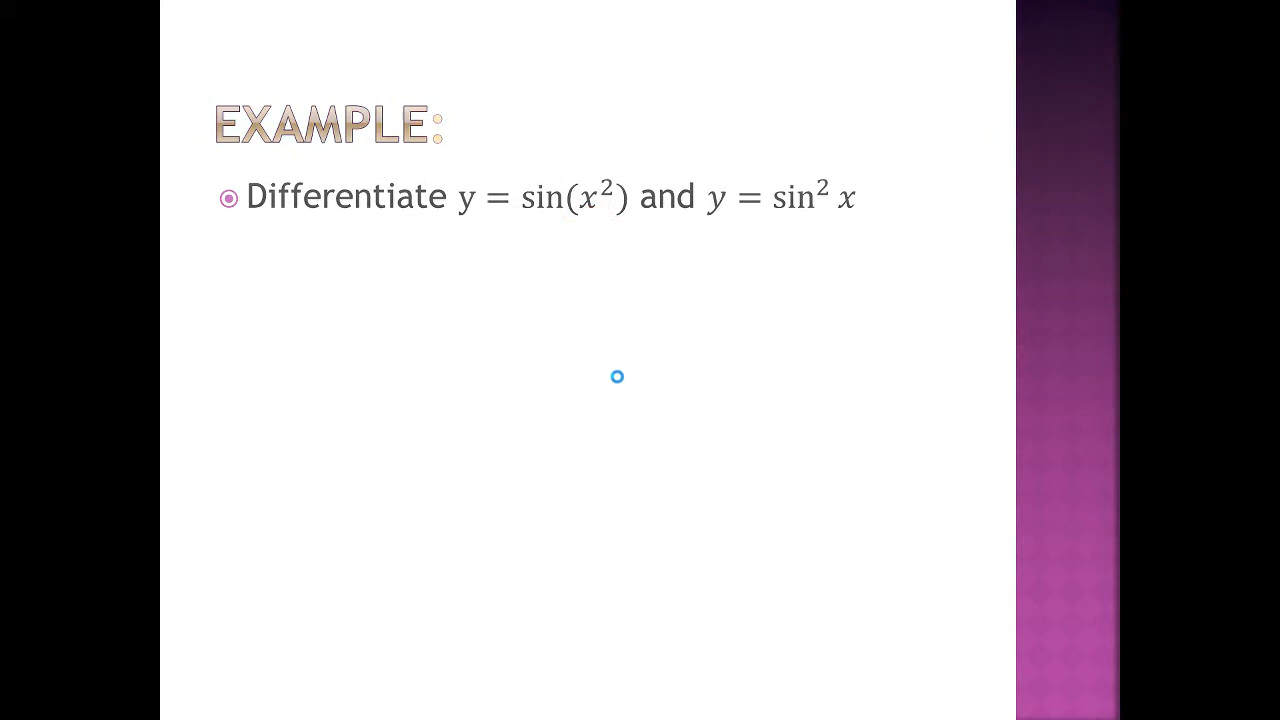 EXAMPLE:
Differentiate y = sin(x²) and y = sin² x